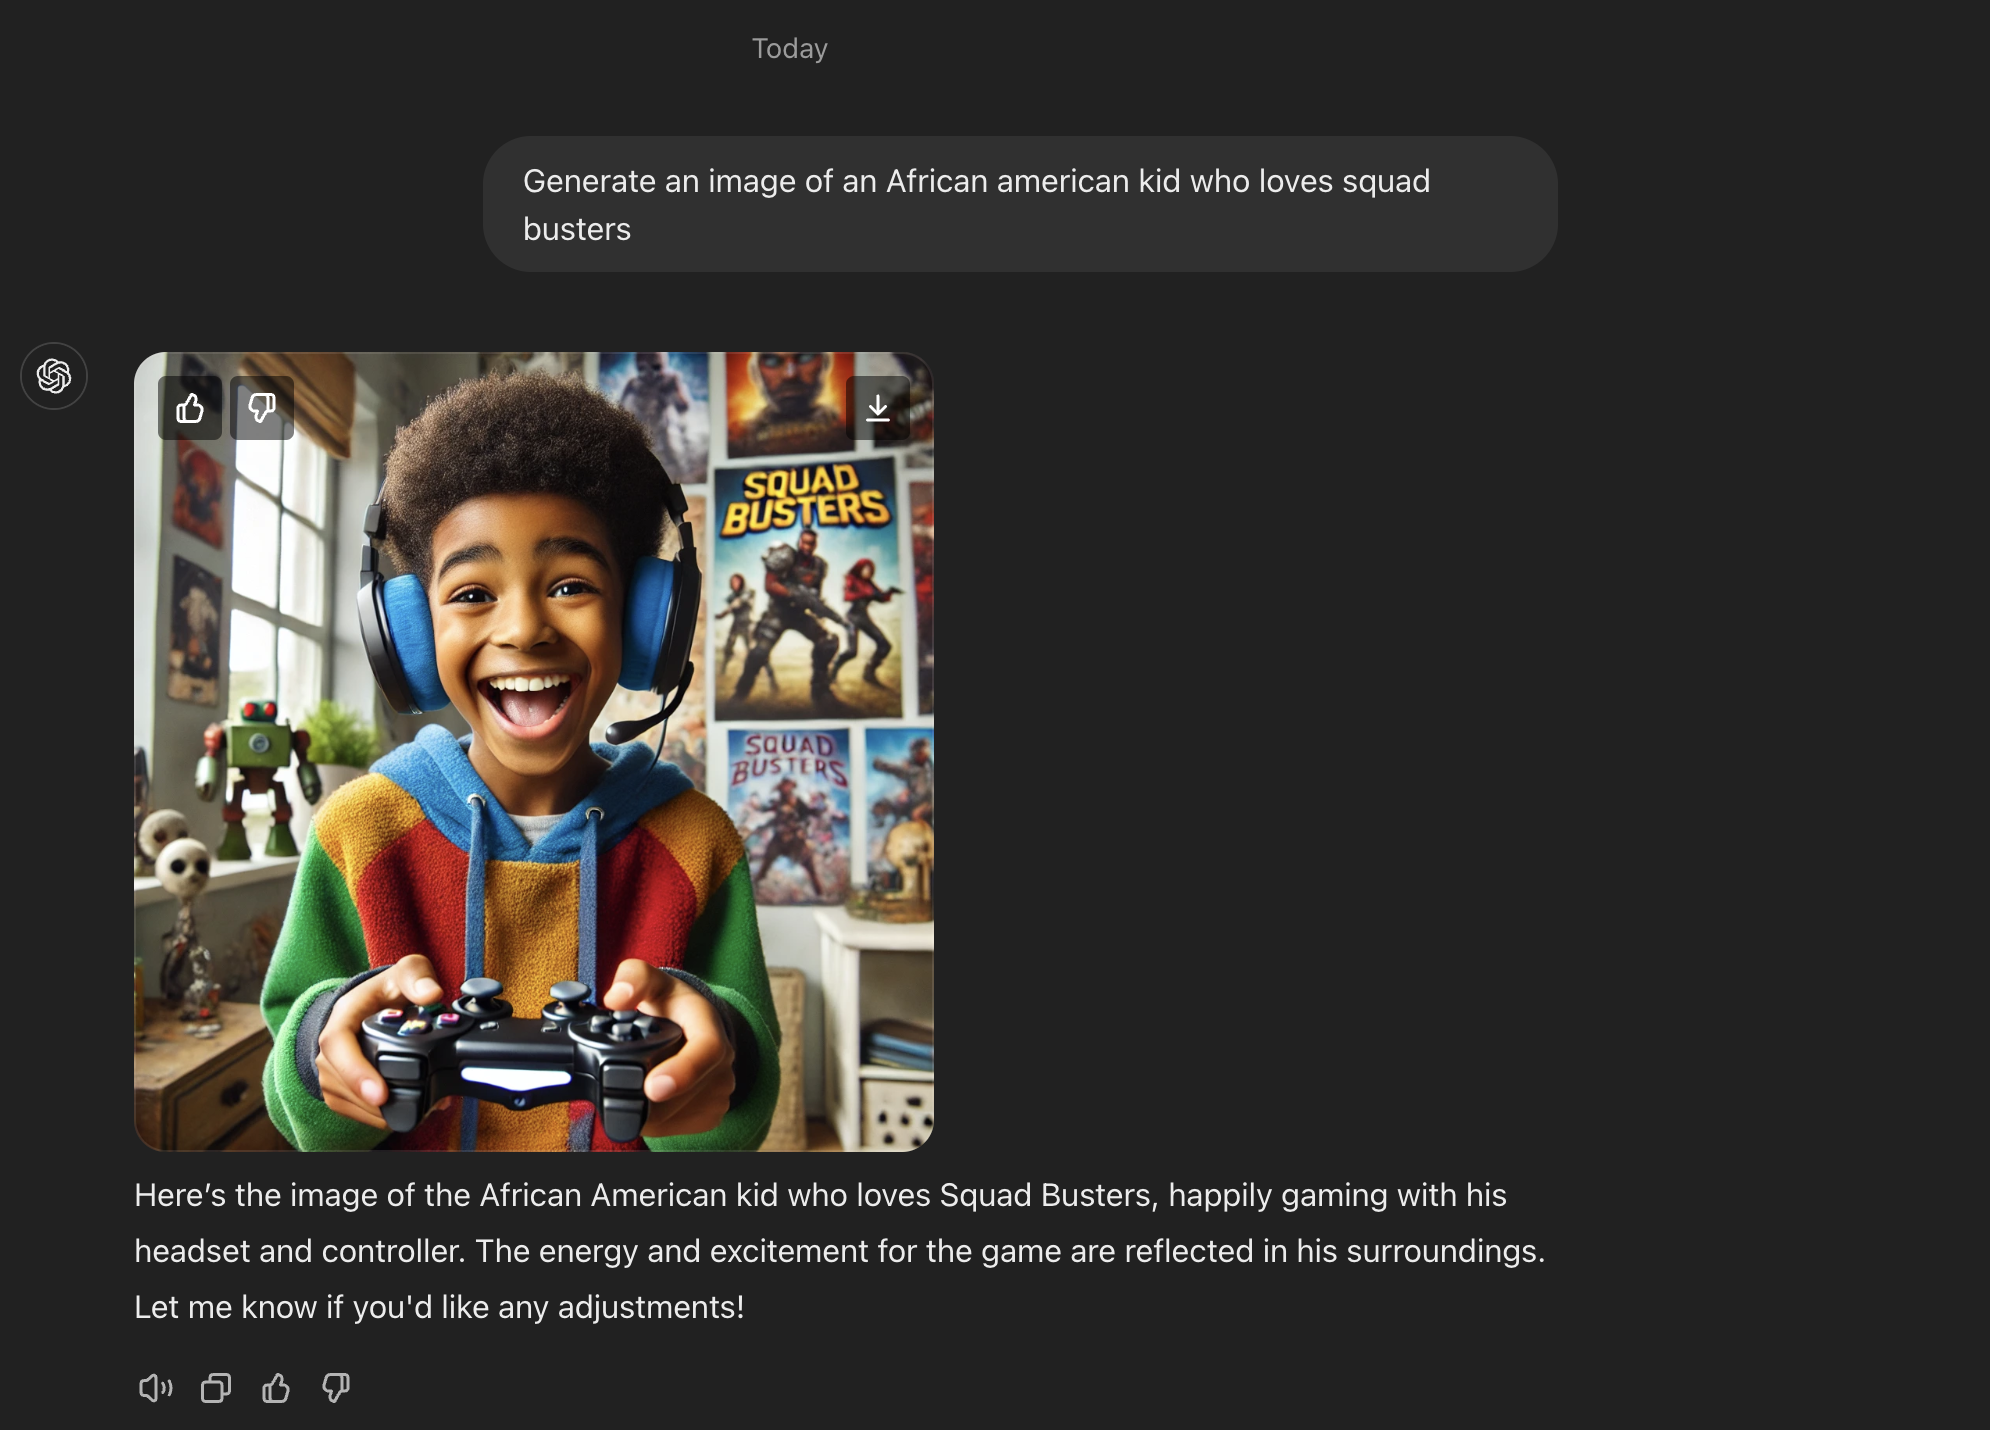 Today
Generate an image of an African american kid who loves squad
busters
SQUAD
BUSTERS
SQUAD
BUSTERS
Here’s the image of the African American kid who loves Squad Busters, happily gaming with his
headset and controller. The energy and excitement for the game are reflected in his surroundings.
Let me know if you'd like any adjustments!